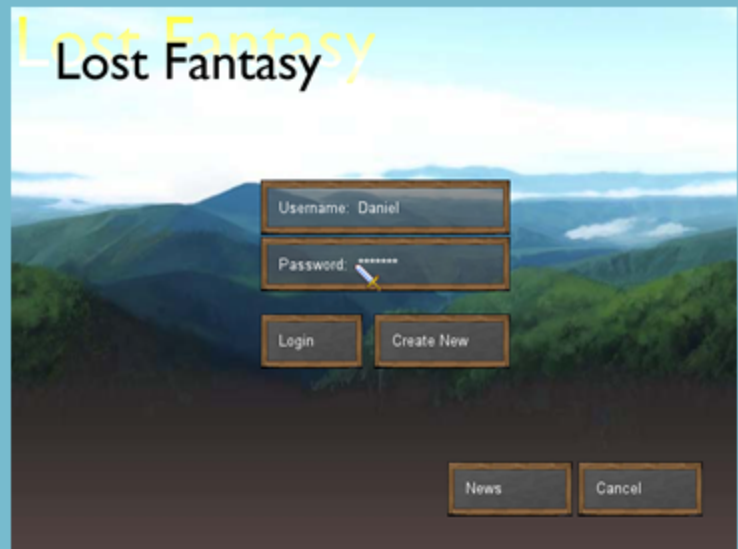 Lost Fantasy
Lost Fantasy
Username: Daniel
Password: *******
Login
Create New
News
Cancel